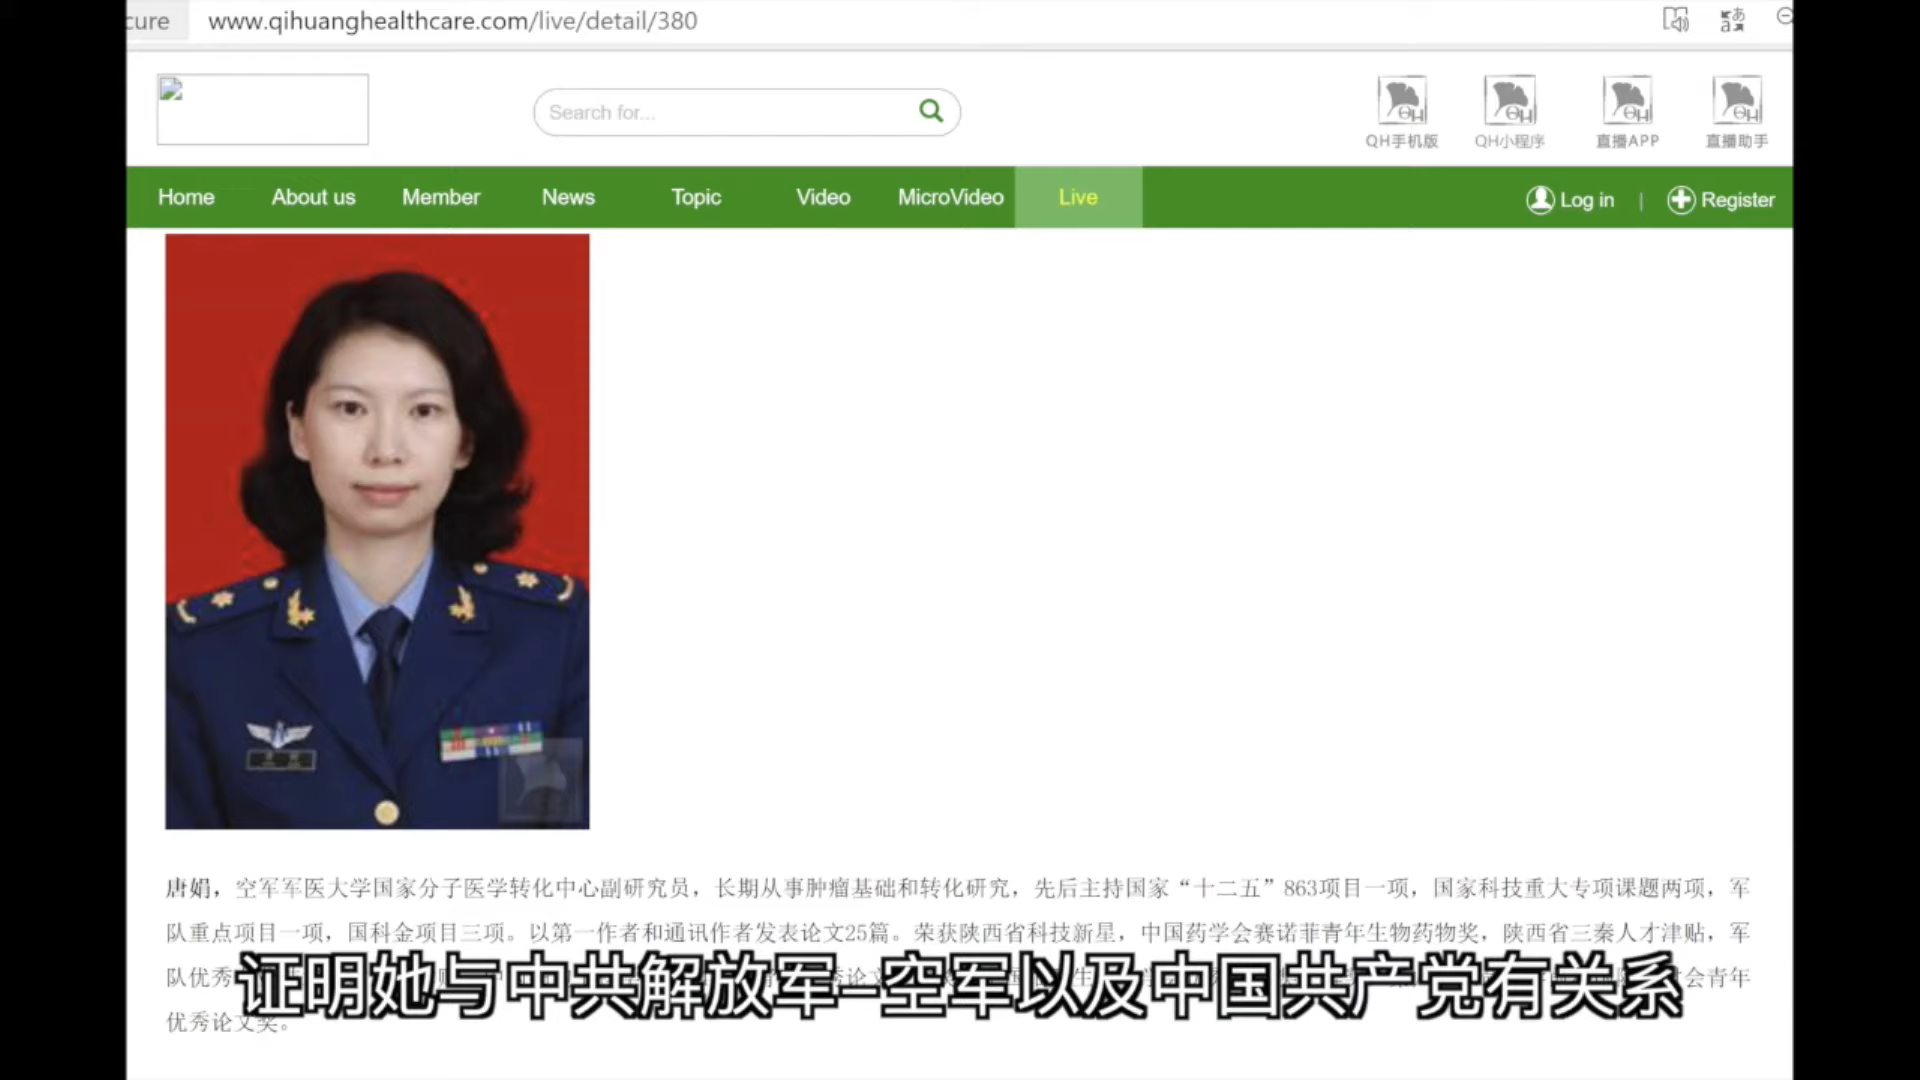 cure www.qihuanghealthcare.com/live/detail/380
Search for...
QH手机版 QH小程序 直播APP 直播助手
Home About us Member News Topic Video MicroVideo Live Log in | Register
唐娟，空军军医大学国家分子医学转化中心副研究员，长期从事肿瘤基础和转化研究，先后主持国家“十二五”863项目一项，国家科技重大专项课题两项，军
队重点项目一项，国科金项目三项。以第一作者和通讯作者发表论文25篇。荣获陕西省科技新星，中国药学会赛诺菲青年生物药物奖，陕西省三秦人才津贴，军
队优秀 会青年
优秀论文奖。
证明她与中共解放军–空军以及中国共产党有关系